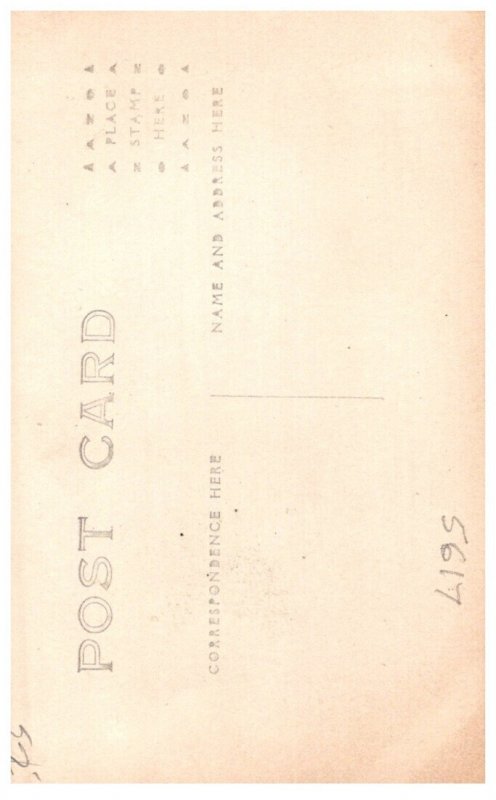 POST CARD
PLACE
STAMP
HERE
CORRESPONDENCE HERE
NAME AND ADDRESS HERE
5617